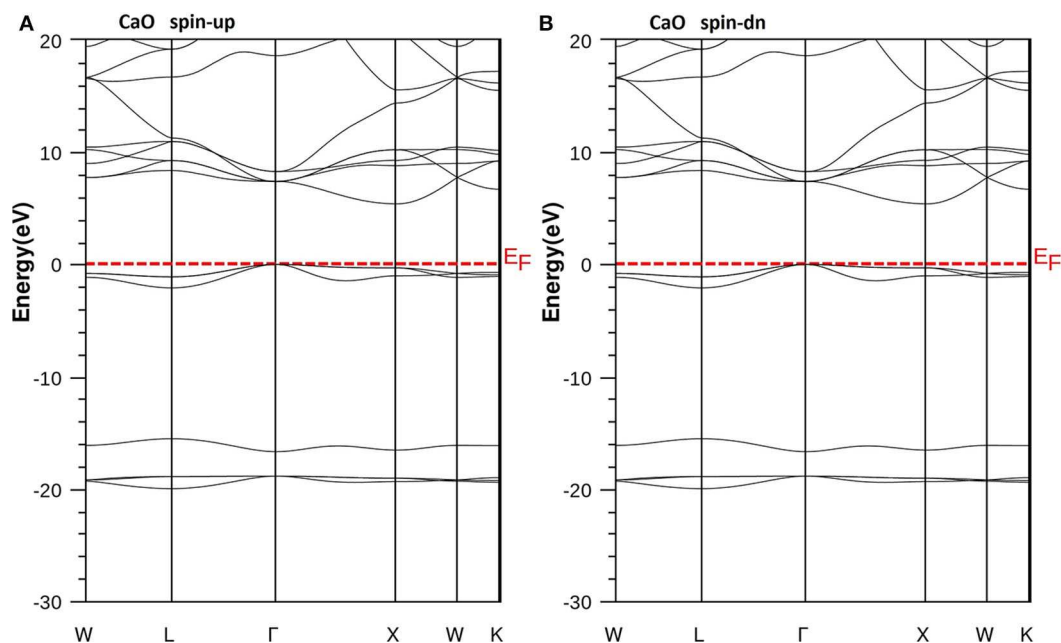 A
CaO spin-up
Energy(eV)
20
10
0
-10
-20
-30
EF
W L Γ X W K
B
CaO spin-dn
Energy(eV)
20
10
0
-10
-20
-30
EF
W L Γ X W K